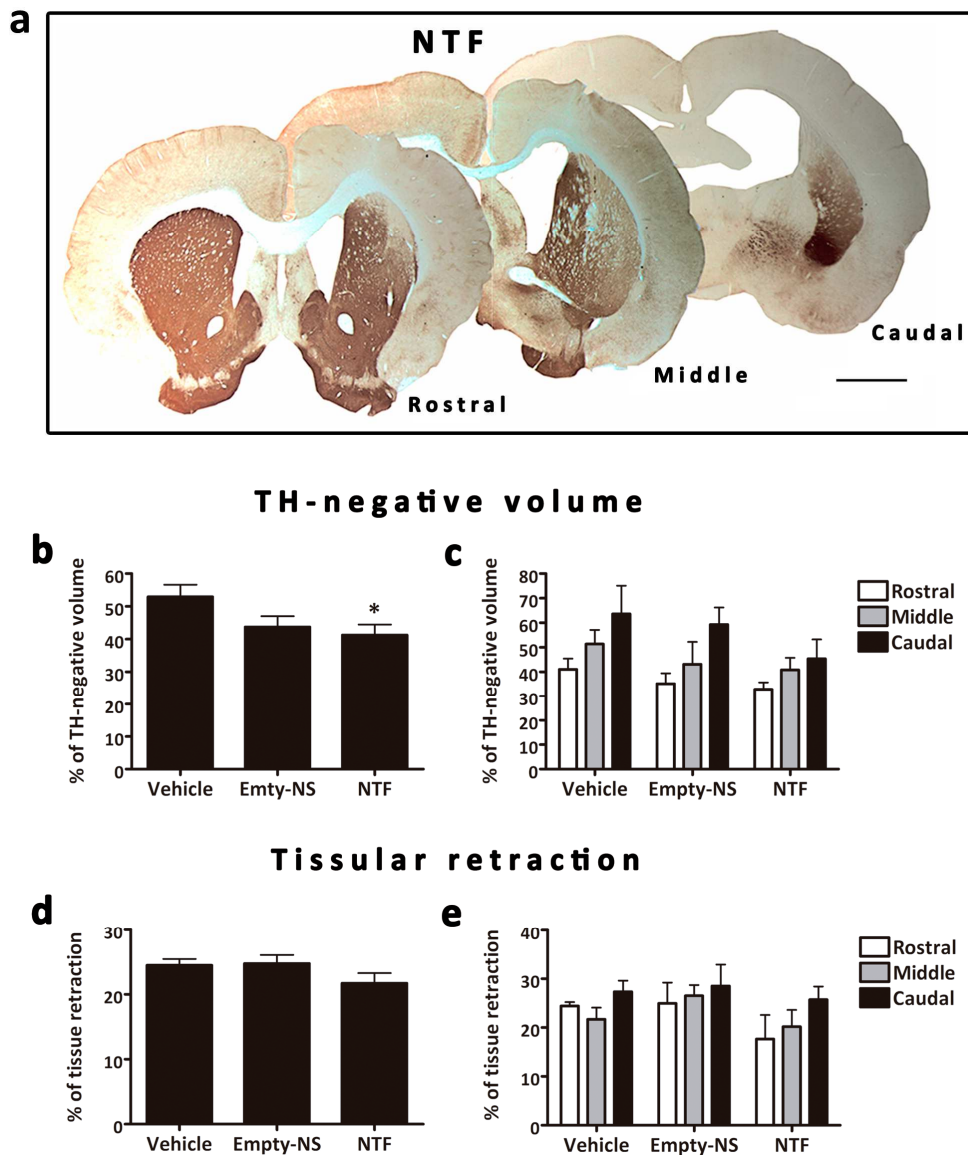 a
NTF
Caudal
Middle
Rostral
TH-negative volume
b
% of TH-negative volume
60
50
40
30
20
10
0
*
Vehicle Emty-NS NTF
c
% of TH-negative volume
80
70
60
50
40
30
20
10
0
Vehicle Empty-NS NTF
Rostral
Middle
Caudal
Tissular retraction
d
% of tissue retraction
30
20
10
0
Vehicle Empty-NS NTF
e
% of tissue retraction
40
30
20
10
0
Vehicle Empty-NS NTF
Rostral
Middle
Caudal